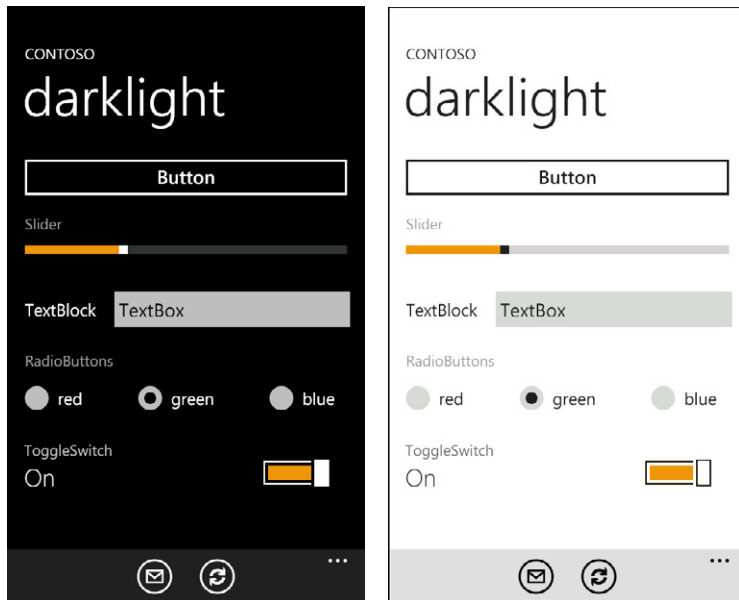 CONTOSO
darklight
Button
Slider
TextBlock TextBox
RadioButtons
red green blue
ToggleSwitch
On
...
CONTOSO
darklight
Button
Slider
TextBlock TextBox
RadioButtons
red green blue
ToggleSwitch
On
...